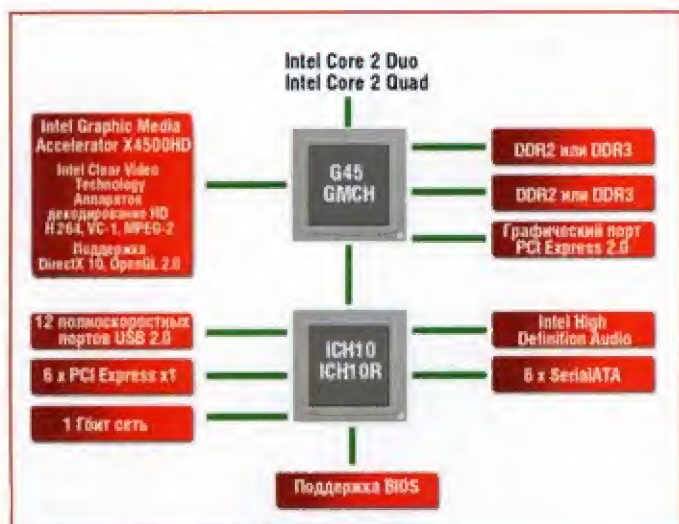 Intel Core 2 Duo
Intel Core 2 Quad
Intel Graphic Media
Accelerator X4500HD
Intel Clear Video
Technology
Аппаратое
декодирование HD
H.264, VC-1, MPEG-2
Поддержка
DirectX 10, OpenGL 2.0
G45
GMCH
DDR2 или DDR3
DDR2 или DDR3
Графический порт
PCI Express 2.0
12 полноскоростных
портов USB 2.0
6 x PCI Express x1
1 Гбит сеть
ICH10
ICH10R
Intel High
Definition Audio
6 x SerialATA
Поддержка BIOS